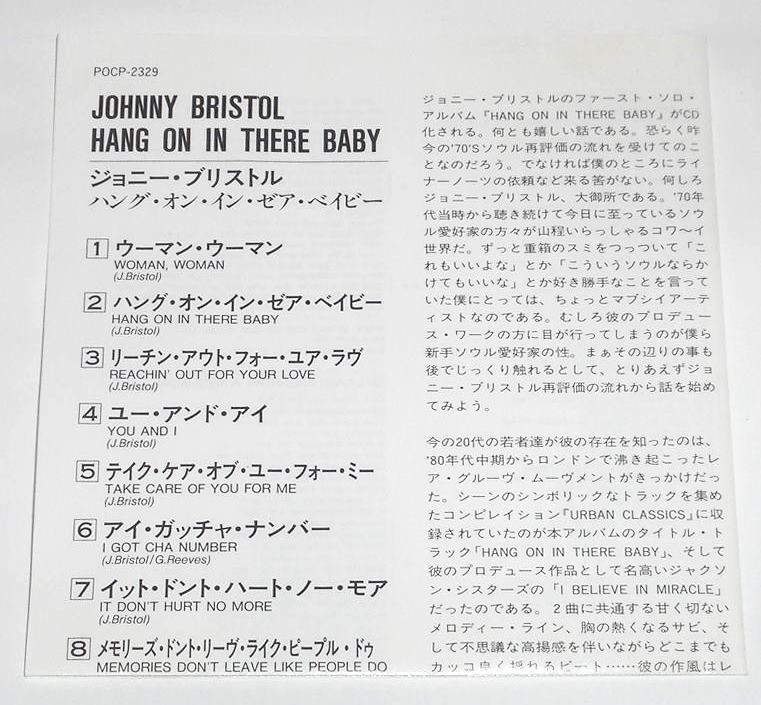 POCP-2329
JOHNNY BRISTOL
HANG ON IN THERE BABY
ジョニー・ブリストル
ハング・オン・イン・ゼア・ベイビー
1 ウーマン・ウーマン
WOMAN, WOMAN
(J.Bristol)
2 ハング・オン・イン・ゼア・ベイビー
HANG ON IN THERE BABY
(J.Bristol)
3 リーチン・アウト・フォー・ユア・ラヴ
REACHIN' OUT FOR YOUR LOVE
(J.Bristol)
4 ユー・アンド・アイ
YOU AND I
(J.Bristol)
5 テイク・ケア・オブ・ユー・フォー・ミー
TAKE CARE OF YOU FOR ME
(J.Bristol)
6 アイ・ガッチャ・ナンバー
I GOT CHA NUMBER
(J.Bristol/G.Reeves)
7 イット・ドント・ハート・ノー・モア
IT DON'T HURT NO MORE
(J.Bristol)
8 メモリーズ・ドント・リーヴ・ライク・ピープル・ドゥ
MEMORIES DON'T LEAVE LIKE PEOPLE DO
ジョニー・ブリストルのファースト・ソロ・
アルバム『HANG ON IN THERE BABY』がCD
化される。何とも嬉しい話である。恐らく昨
今の'70'Sソウル再評価の流れを受けてのこ
となのだろう。でなければ僕のところにライ
ナーノーツの依頼など来る筈がない。何しろ
ジョニー・ブリストル、大御所である。'70年
代当時から聴き続けて今日に至っているソウ
ル愛好家の方々が山程いらっしゃるコワ〜イ
世界だ。ずっと重箱のスミをつっついて「こ
れもいいよな」とか「こういうソウルならか
けてもいいな」とか好き勝手なことを言って
いた僕にとっては、ちょっとマブシイアーテ
ィストなのである。むしろ彼のプロデュー
ス・ワークの方に目が行ってしまうのが僕ら
新手ソウル愛好家の性。まぁその辺りの事も
後でじっくり触れるとして、とりあえずジョ
ニー・ブリストル再評価の流れから話を始め
てみよう。
今の20代の若者達が彼の存在を知ったのは、
'80年代中期からロンドンで沸き起こったレ
ア・グルーヴ・ムーヴメントがきっかけだっ
た。シーンのシンボリックなトラックを集め
たコンピレイション『URBAN CLASSICS』に収
録されていたのが本アルバムのタイトル・ト
ラック「HANG ON IN THERE BABY」、そして
彼のプロデュース作品として名高いジャクソ
ン・シスターズの「I BELIEVE IN MIRACLE」
だったのである。2曲に共通する甘く切ない
メロディー・ライン、胸の熱くなるサビ、そ
して不思議な高揚感を伴いながらどこまでも
カッコ良く揺れるビート……彼の作風はレ